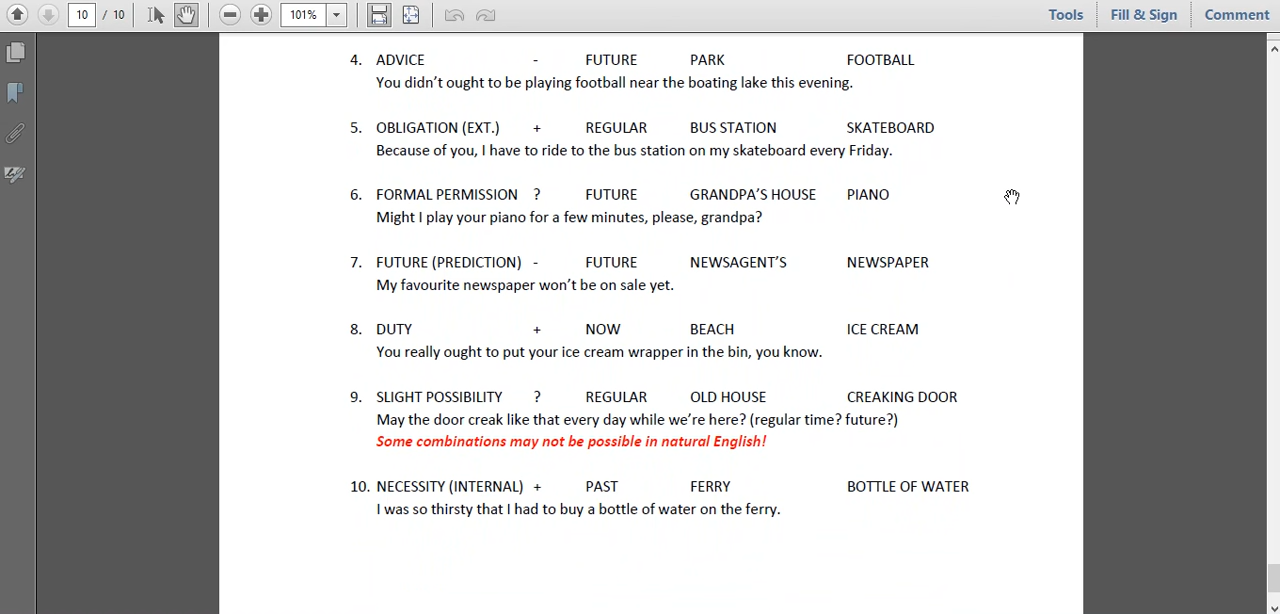 10 / 10 101% Tools Fill & Sign Comment
4. ADVICE - FUTURE PARK FOOTBALL
You didn't ought to be playing football near the boating lake this evening.
5. OBLIGATION (EXT.) + REGULAR BUS STATION SKATEBOARD
Because of you, I have to ride to the bus station on my skateboard every Friday.
6. FORMAL PERMISSION ? FUTURE GRANDPA'S HOUSE PIANO
Might I play your piano for a few minutes, please, grandpa?
7. FUTURE (PREDICTION) - FUTURE NEWSAGENT'S NEWSPAPER
My favourite newspaper won't be on sale yet.
8. DUTY + NOW BEACH ICE CREAM
You really ought to put your ice cream wrapper in the bin, you know.
9. SLIGHT POSSIBILITY ? REGULAR OLD HOUSE CREAKING DOOR
May the door creak like that every day while we're here? (regular time? future?)
Some combinations may not be possible in natural English!
10. NECESSITY (INTERNAL) + PAST FERRY BOTTLE OF WATER
I was so thirsty that I had to buy a bottle of water on the ferry.